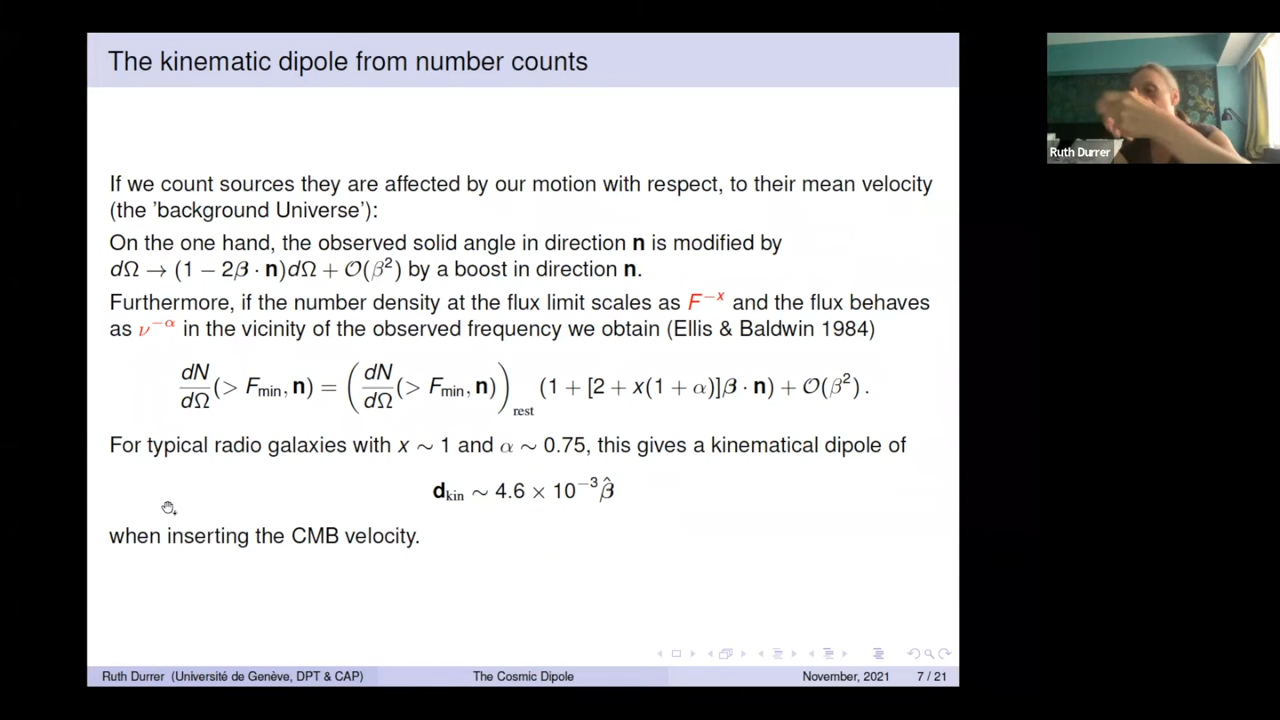 The kinematic dipole from number counts
If we count sources they are affected by our motion with respect, to their mean velocity
(the 'background Universe'):
On the one hand, the observed solid angle in direction n is modified by
dΩ → (1 − 2β · n)dΩ + O(β²) by a boost in direction n.
Furthermore, if the number density at the flux limit scales as F⁻ˣ and the flux behaves
as ν^−α in the vicinity of the observed frequency we obtain (Ellis & Baldwin 1984)
dN/dΩ (> F_min, n) = (dN/dΩ (> F_min, n))_rest (1 + [2 + x(1 + α)]β · n) + O(β²) .
For typical radio galaxies with x ∼ 1 and α ∼ 0.75, this gives a kinematical dipole of
d_kin ∼ 4.6 × 10⁻³ β̂
when inserting the CMB velocity.
Ruth Durrer (Université de Genève, DPT & CAP) The Cosmic Dipole November, 2021 7 / 21
Ruth Durrer